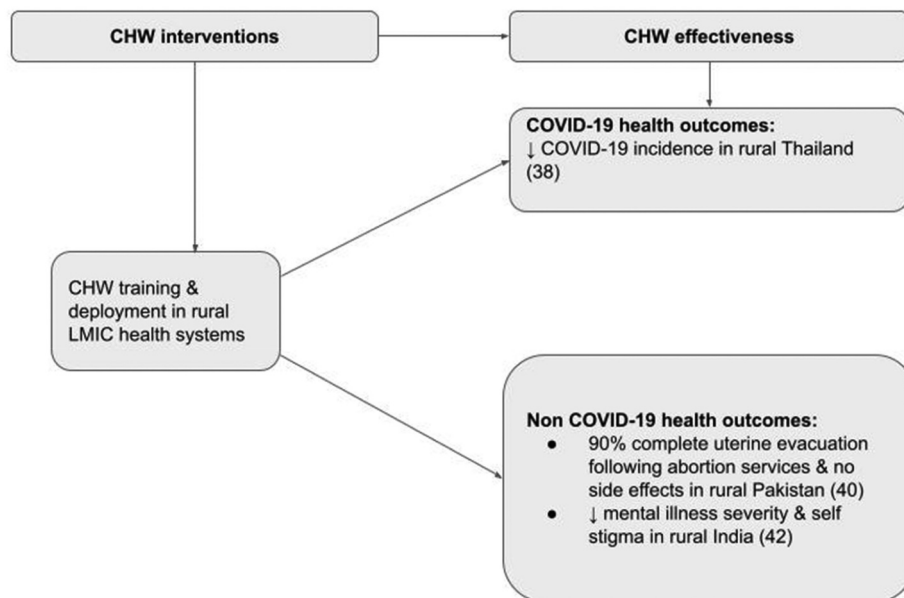 CHW interventions
CHW effectiveness
COVID-19 health outcomes:
↓ COVID-19 incidence in rural Thailand
(38)
CHW training &
deployment in rural
LMIC health systems
Non COVID-19 health outcomes:
● 90% complete uterine evacuation
following abortion services & no
side effects in rural Pakistan (40)
● ↓ mental illness severity & self
stigma in rural India (42)